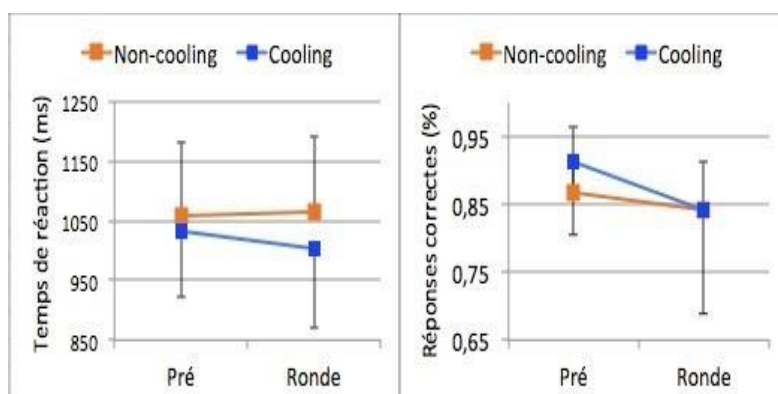 Non-cooling Cooling
Temps de réaction (ms)
1250
1150
1050
950
850
Pré Ronde
Non-cooling Cooling
Réponses correctes (%)
0,95
0,85
0,75
0,65
Pré Ronde